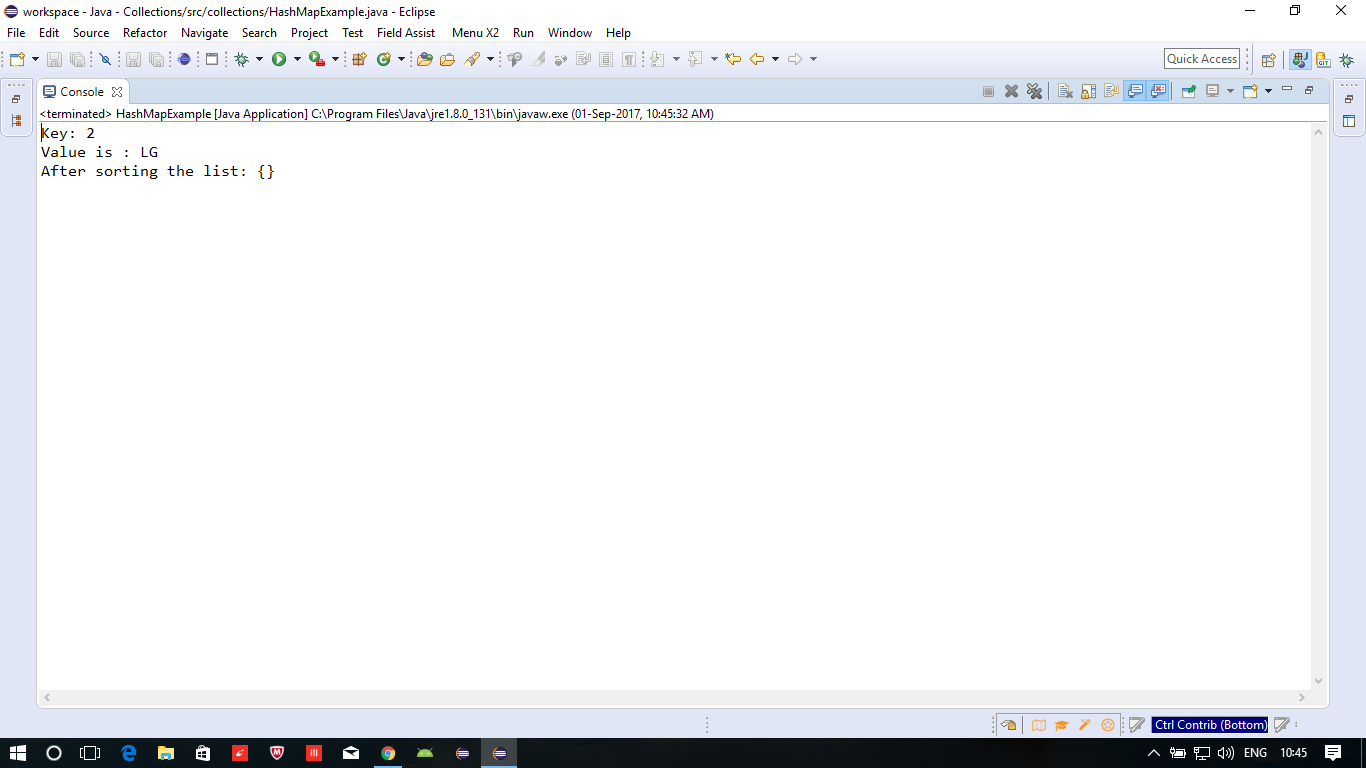 workspace - Java - Collections/src/collections/HashMapExample.java - Eclipse
File Edit Source Refactor Navigate Search Project Test Field Assist Menu X2 Run Window Help
Quick Access
Console
<terminated> HashMapExample [Java Application] C:\Program Files\Java\jre1.8.0_131\bin\javaw.exe (01-Sep-2017, 10:45:32 AM)
Key: 2
Value is : LG
After sorting the list: {}
Ctrl Contrib (Bottom)
ENG 10:45